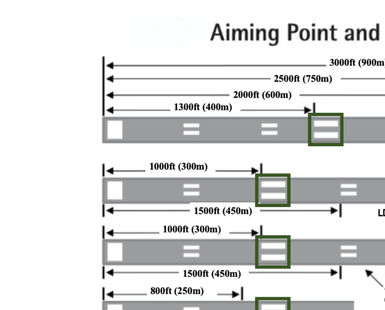 Aiming Point and
3000ft (900m
2500ft (750m)
2000ft (600m)
1300ft (400m)
1000ft (300m)
1500ft (450m)
LD
1000ft (300m)
1500ft (450m)
800ft (250m)